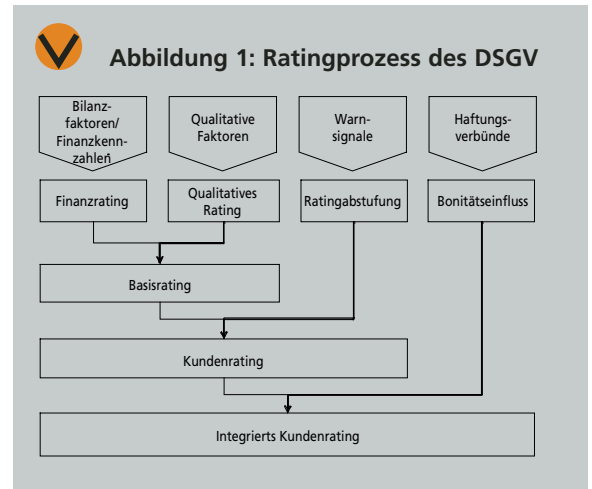 Abbildung 1: Ratingprozess des DSGV
Bilanz-
faktoren/
Finanzkenn-
zahlen
Qualitative
Faktoren
Warn-
signale
Haftungs-
verbünde
Finanzrating
Qualitatives
Rating
Ratingabstufung
Bonitätseinfluss
Basisrating
Kundenrating
Integrierts Kundenrating